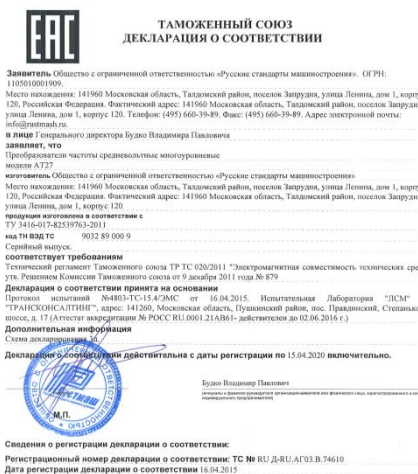 ЕАС
ТАМОЖЕННЫЙ СОЮЗ
ДЕКЛАРАЦИЯ О СООТВЕТСТВИИ
Заявитель Общество с ограниченной ответственностью «Русские стандарты машиностроения». ОГРН:
1105010001909.
Место нахождения: 141960 Московская область, Талдомский район, поселок Запрудня, улица Ленина, дом 1, корпу
120, Российская Федерация. Фактический адрес: 141960 Московская область, Талдомский район, поселок Запрудн
улица Ленина, дом 1, корпус 120. Телефон: (495) 660-39-89. Факс: (495) 660-39-89. Адрес электронной почты:
info@rustmash.ru.
в лице Генерального директора Будко Владимира Павловича
заявляет, что
Преобразователи частоты средневольтные многоуровневые
модели АТ27
изготовитель Общество с ограниченной ответственностью «Русские стандарты машиностроения»
Место нахождения: 141960 Московская область, Талдомский район, поселок Запрудня, улица Ленина, дом 1, корпу
120, Российская Федерация. Фактический адрес: 141960 Московская область, Талдомский район, поселок Запрудн
улица Ленина, дом 1, корпус 120
продукция изготовлена в соответствии с
ТУ 3416-017-82539763-2011
код ТН ВЭД ТС 9032 89 000 9
Серийный выпуск.
соответствует требованиям
Технический регламент Таможенного союза ТР ТС 020/2011 "Электромагнитная совместимость технических сре
утв. Решением Комиссии Таможенного союза от 9 декабря 2011 года № 879
Декларация о соответствии принята на основании
Протокол испытаний №4803-ТС-15.4/ЭМС от 16.04.2015. Испытательная Лаборатория "ЛСМ"
"ТРАНСКОНСАЛТИНГ", адрес: 141260, Московская область, Пушкинский район, пос. Правдинский, Степаньк
шоссе, д. 17 (Аттестат аккредитации № РОСС RU.0001.21АВ61- действителен до 02.06.2016 г.)
Дополнительная информация
Схема декларирования 3д.
Декларация о соответствии действительна с даты регистрации по 15.04.2020 включительно.
Будко Владимир Павлович
М.П.
Сведения о регистрации декларации о соответствии:
Регистрационный номер декларации о соответствии: ТС № RU Д-RU.АГ03.В.74610
Дата регистрации декларации о соответствии 16.04.2015